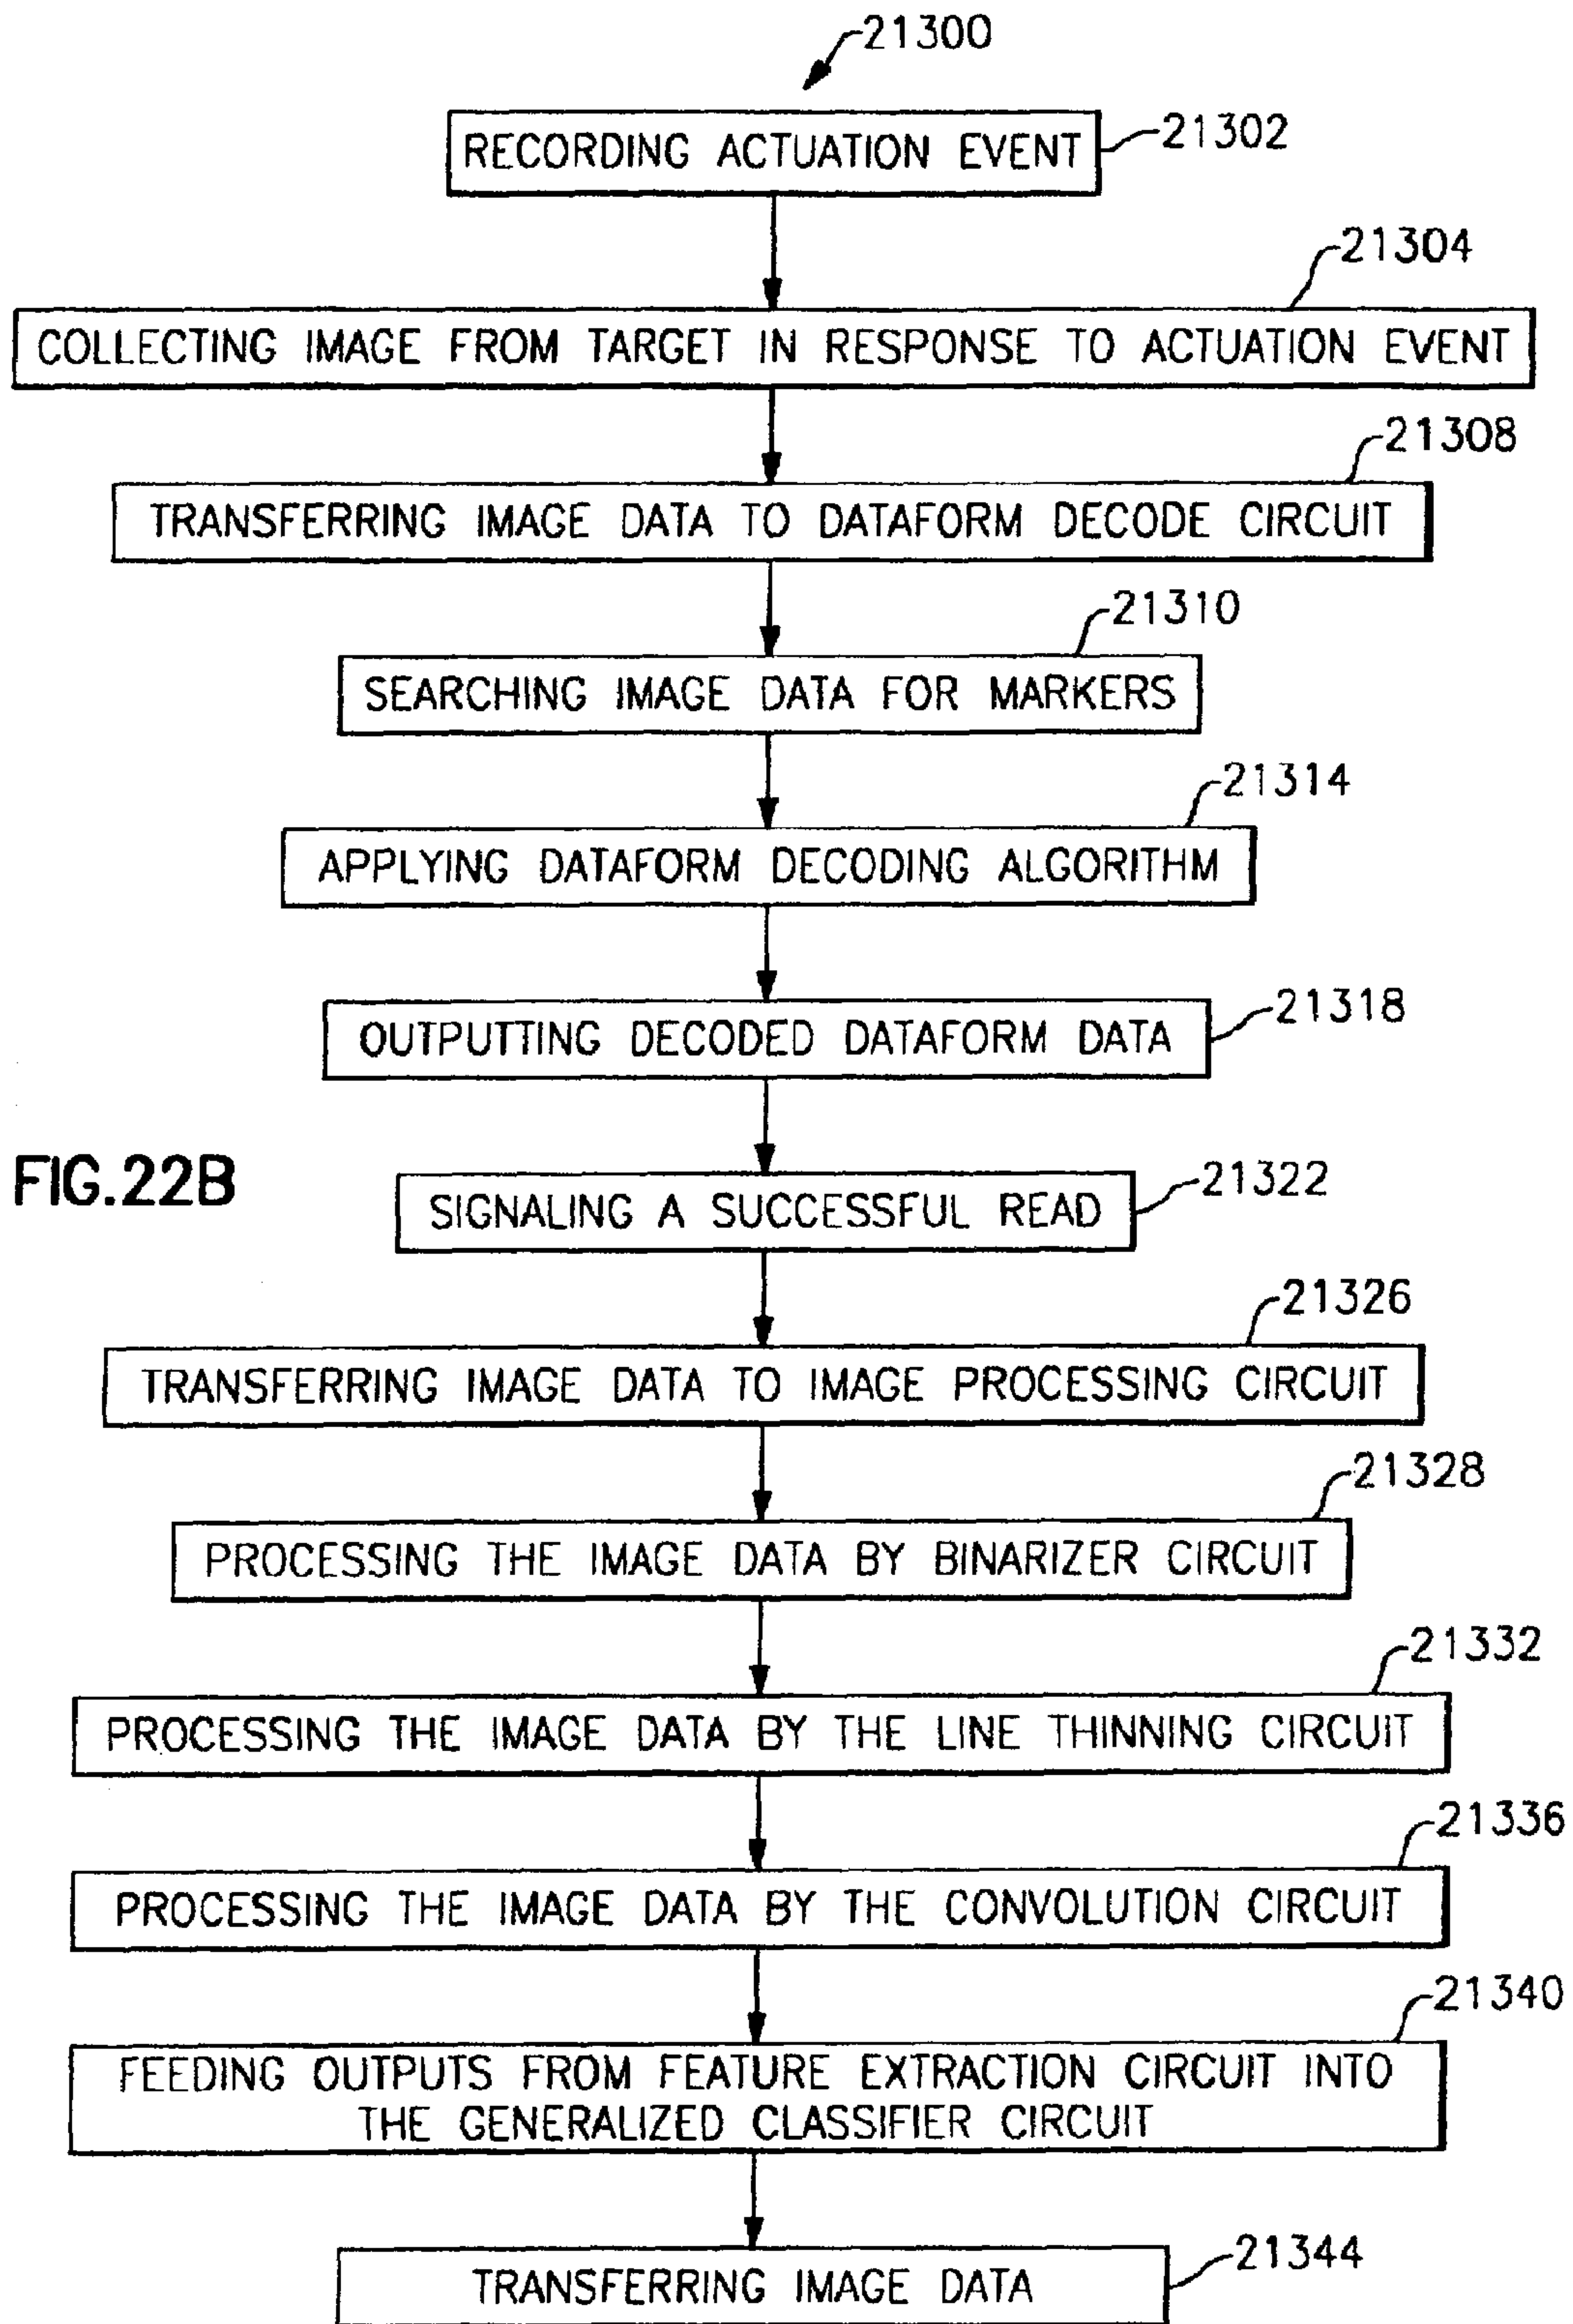 21300
RECORDING ACTUATION EVENT
21302
21304
COLLECTING IMAGE FROM TARGET IN RESPONSE TO ACTUATION EVENT
21308
TRANSFERRING IMAGE DATA TO DATAFORM DECODE CIRCUIT
21310
SEARCHING IMAGE DATA FOR MARKERS
21314
APPLYING DATAFORM DECODING ALGORITHM
21318
OUTPUTTING DECODED DATAFORM DATA
FIG.22B
21322
SIGNALING A SUCCESSFUL READ
21326
TRANSFERRING IMAGE DATA TO IMAGE PROCESSING CIRCUIT
21328
PROCESSING THE IMAGE DATA BY BINARIZER CIRCUIT
21332
PROCESSING THE IMAGE DATA BY THE LINE THINNING CIRCUIT
21336
PROCESSING THE IMAGE DATA BY THE CONVOLUTION CIRCUIT
21340
FEEDING OUTPUTS FROM FEATURE EXTRACTION CIRCUIT INTO
THE GENERALIZED CLASSIFIER CIRCUIT
21344
TRANSFERRING IMAGE DATA